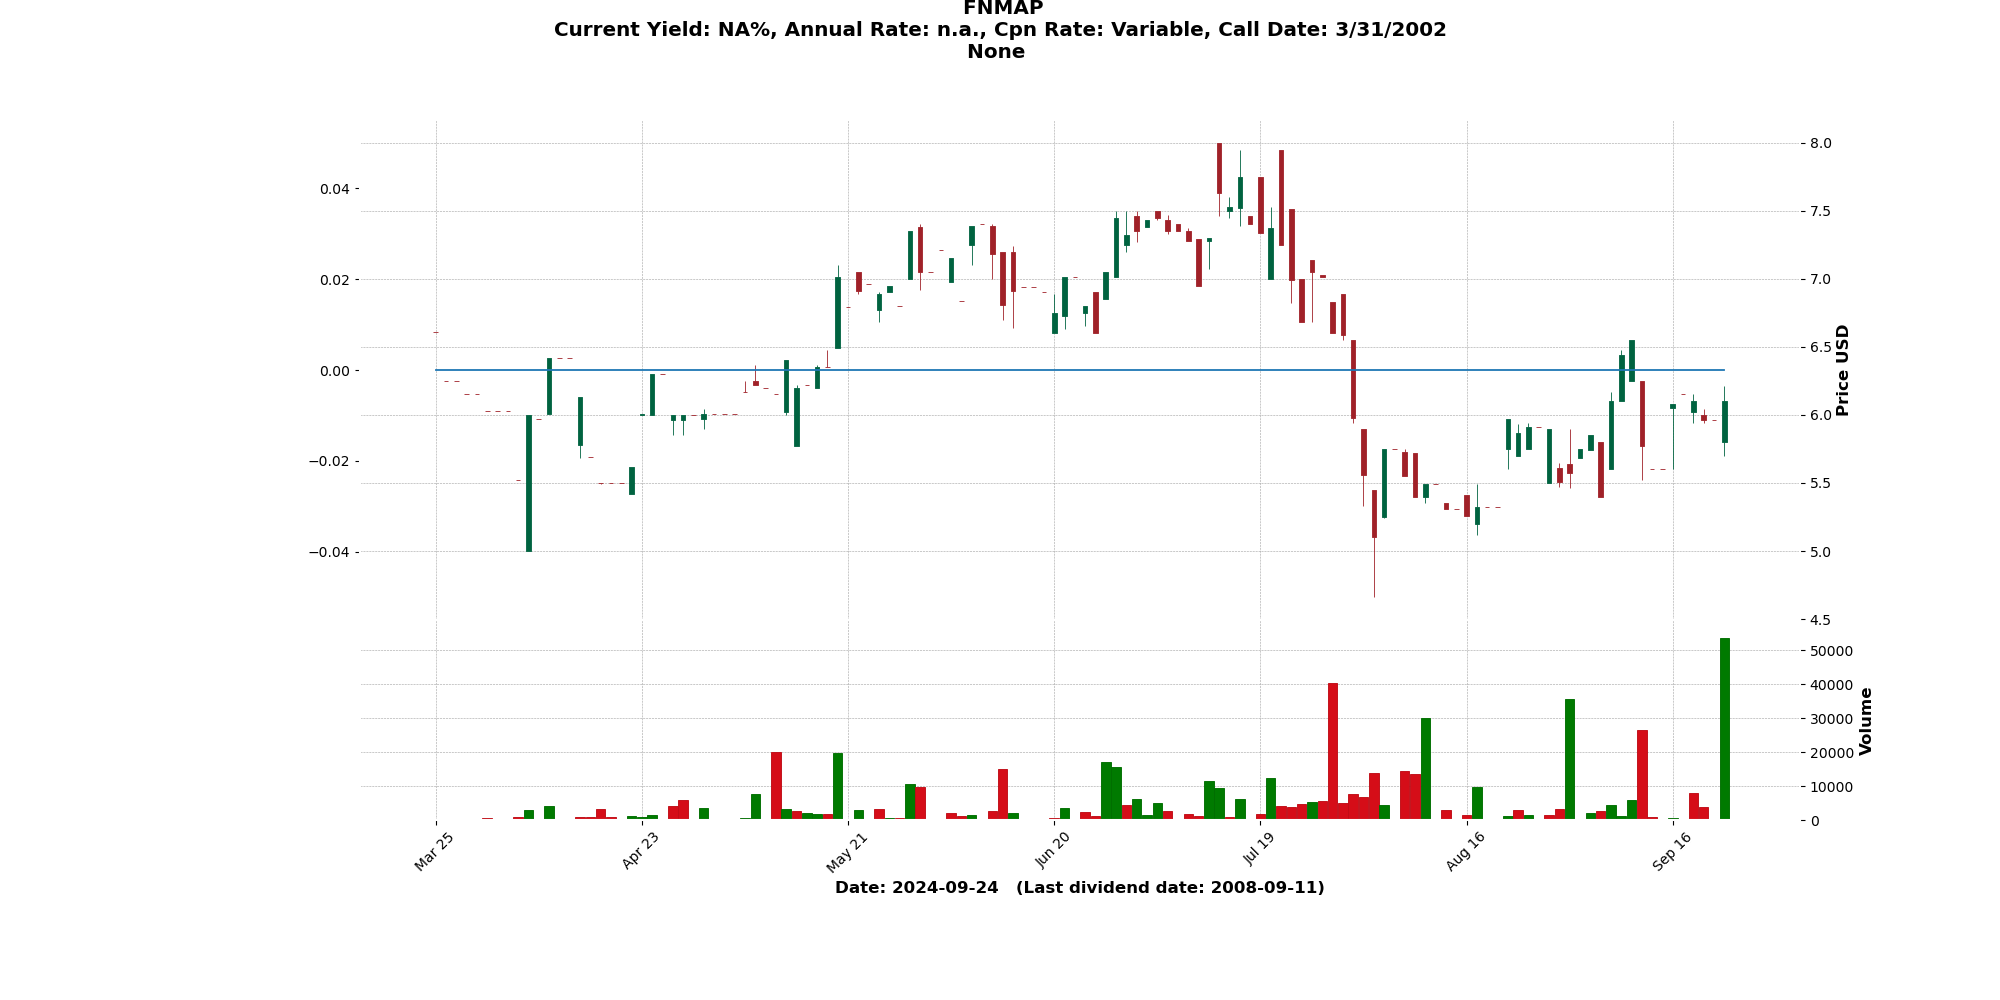 FNMAP
Current Yield: NA%, Annual Rate: n.a., Cpn Rate: Variable, Call Date: 3/31/2002
None
0.04
0.02
0.00
−0.02
−0.04
8.0
7.5
7.0
6.5
6.0
5.5
5.0
4.5
Price USD
50000
40000
30000
20000
10000
0
Volume
Mar 25
Apr 23
May 21
Jun 20
Jul 19
Aug 16
Sep 16
Date: 2024-09-24   (Last dividend date: 2008-09-11)